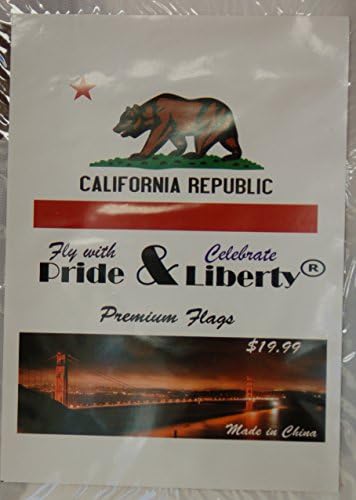 CALIFORNIA REPUBLIC
Fly with Celebrate
Pride & Liberty®
Premium Flags
$19.99
Made in China